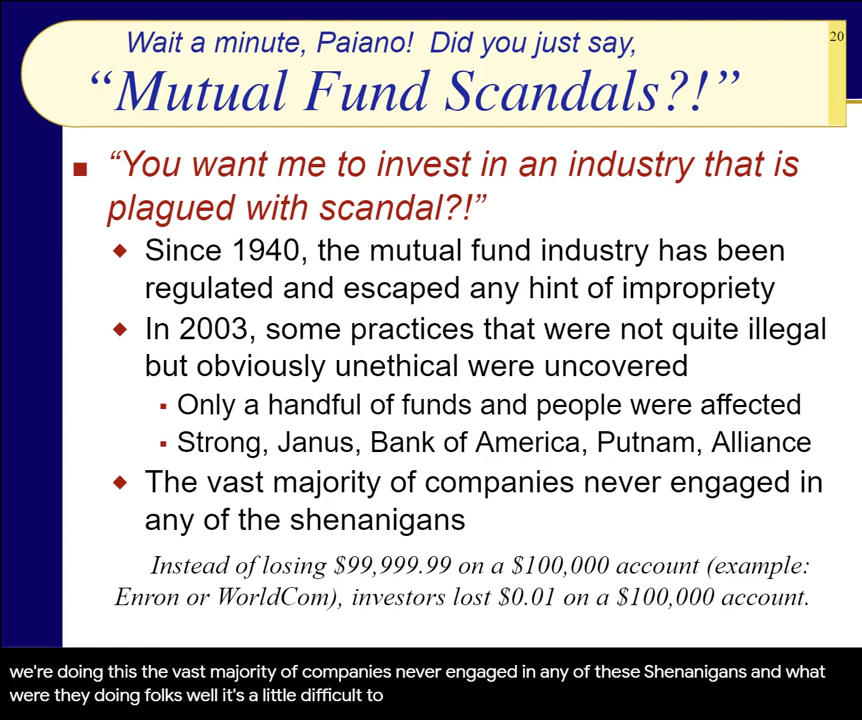 Wait a minute, Paiano! Did you just say,
20
“Mutual Fund Scandals?!”
“You want me to invest in an industry that is
plagued with scandal?!”
Since 1940, the mutual fund industry has been
regulated and escaped any hint of impropriety
In 2003, some practices that were not quite illegal
but obviously unethical were uncovered
Only a handful of funds and people were affected
Strong, Janus, Bank of America, Putnam, Alliance
The vast majority of companies never engaged in
any of the shenanigans
Instead of losing $99,999.99 on a $100,000 account (example:
Enron or WorldCom), investors lost $0.01 on a $100,000 account.
we're doing this the vast majority of companies never engaged in any of these Shenanigans and what
were they doing folks well it's a little difficult to